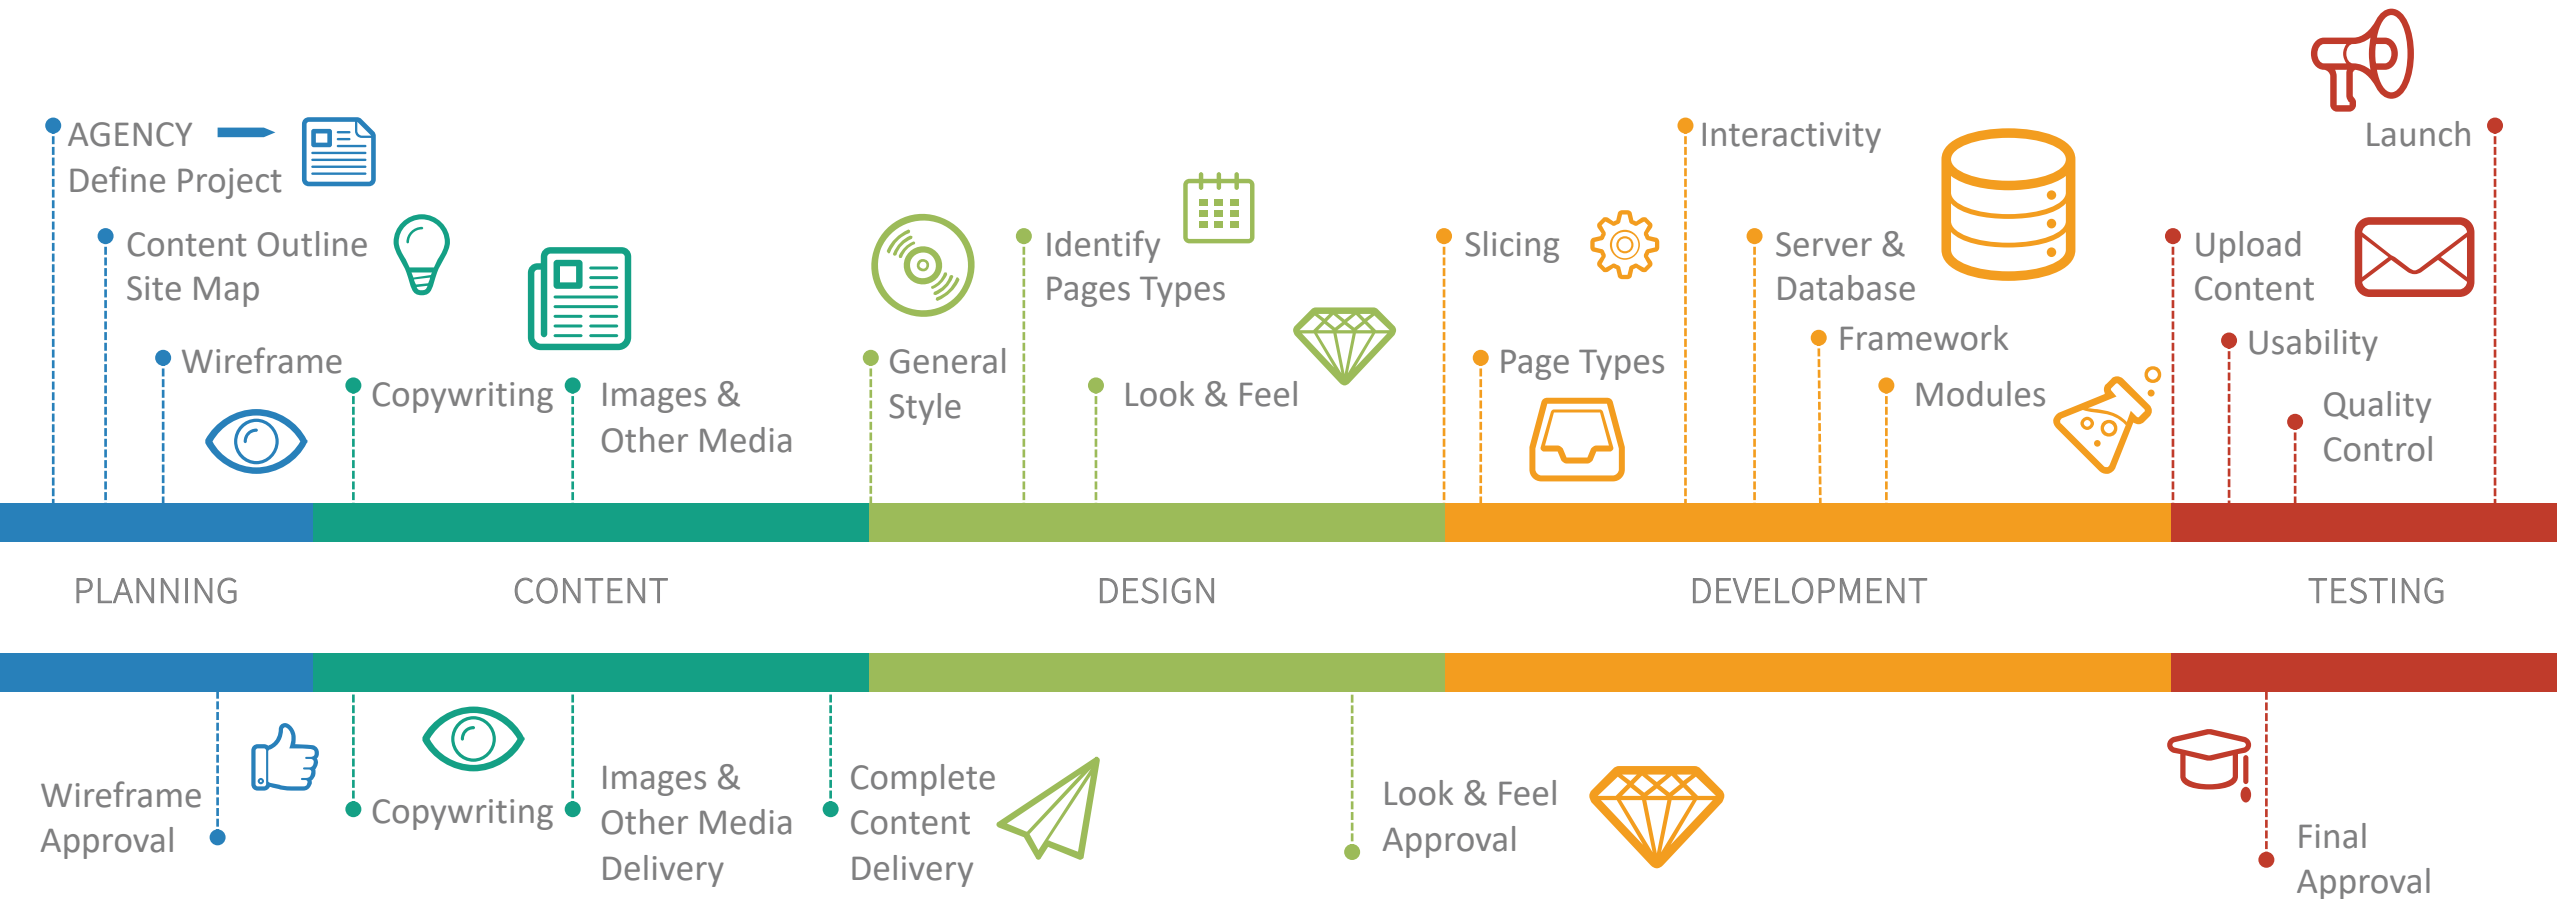 AGENCY
Define Project
Content Outline
Site Map
Wireframe
Copywriting
Images &
Other Media
General
Style
Identify
Pages Types
Look & Feel
Slicing
Page Types
Interactivity
Server &
Database
Framework
Modules
Upload
Content
Usability
Quality
Control
Launch
PLANNING
CONTENT
DESIGN
DEVELOPMENT
TESTING
Wireframe
Approval
Copywriting
Images &
Other Media
Delivery
Complete
Content
Delivery
Look & Feel
Approval
Final
Approval